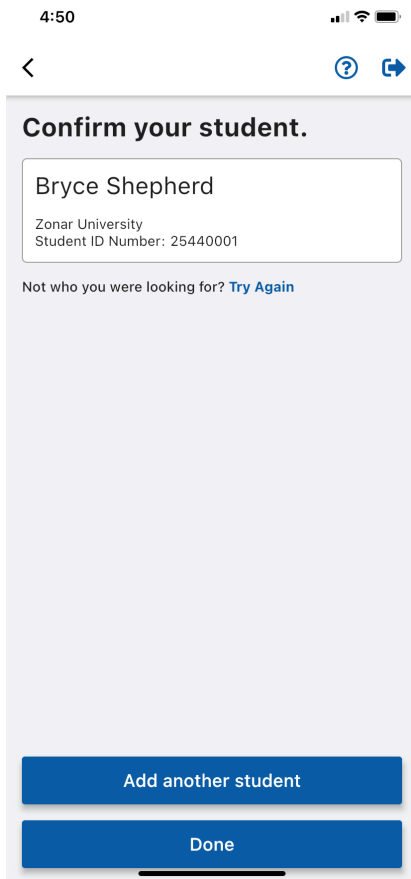 4:50
Confirm your student.
Bryce Shepherd
Zonar University
Student ID Number: 25440001
Not who you were looking for? Try Again
Add another student
Done